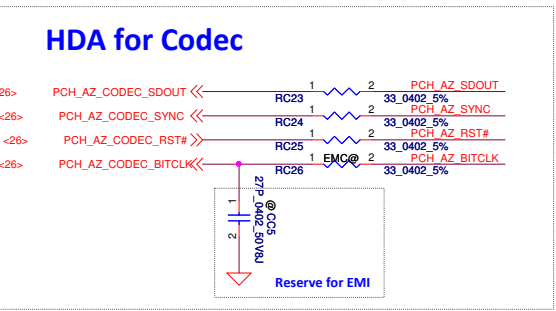 HDA for Codec
26> PCH_AZ_CODEC_SDOUT 1 2 PCH_AZ_SDOUT
RC23 33_0402_5%
<26> PCH_AZ_CODEC_SYNC 1 2 PCH_AZ_SYNC
RC24 33_0402_5%
<26> PCH_AZ_CODEC_RST# 1 2 PCH_AZ_RST#
RC25 33_0402_5%
<26> PCH_AZ_CODEC_BITCLK 1 EMC@ 2 PCH_AZ_BITCLK
RC26 33_0402_5%
1
2
@ CC5
27P_0402_50V8J
Reserve for EMI